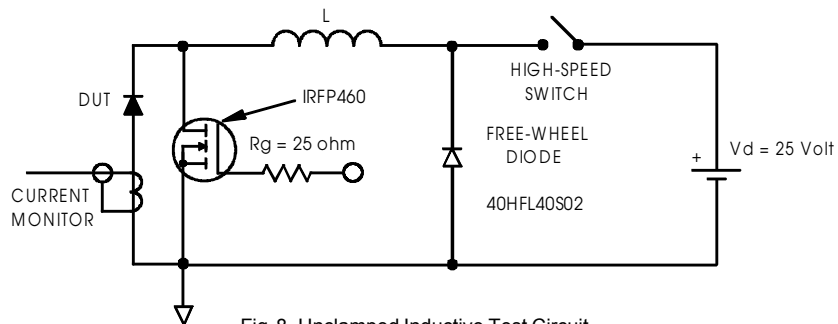 L
HIGH-SPEED
SWITCH
DUT
IRFP460
Rg = 25 ohm
FREE-WHEEL
DIODE
+
Vd = 25 Volt
CURRENT
MONITOR
40HFL40S02
Fig. 8- Unclamped Inductive Test Circuit